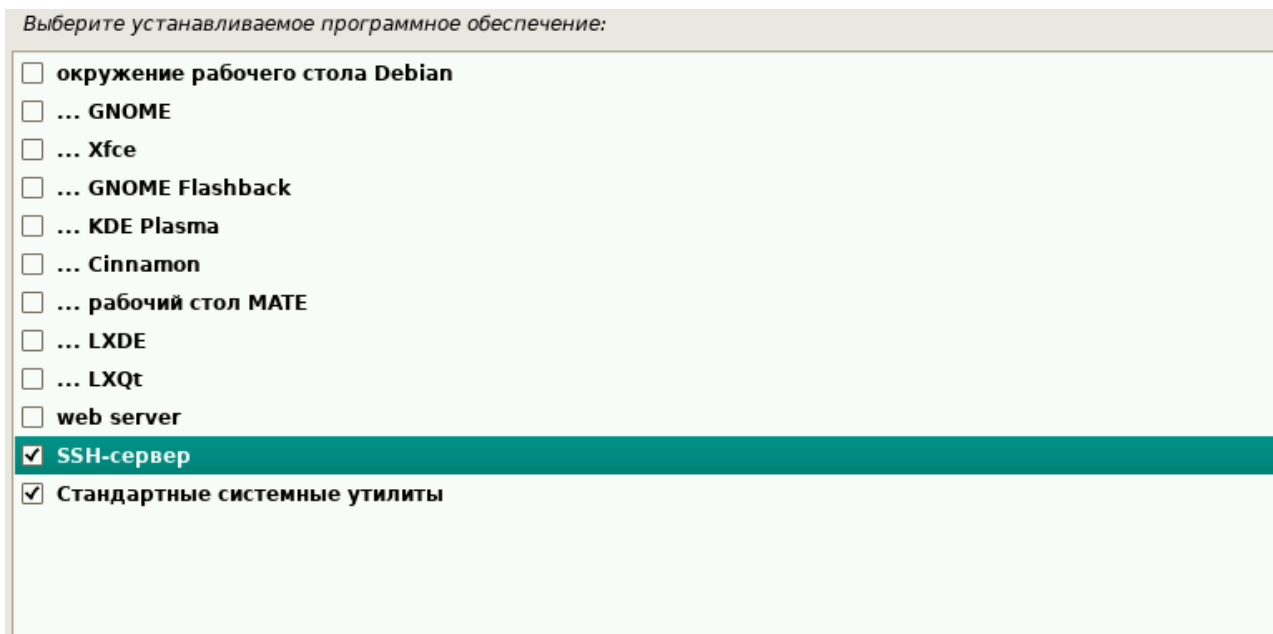 Выберите устанавливаемое программное обеспечение:
окружение рабочего стола Debian
... GNOME
... Xfce
... GNOME Flashback
... KDE Plasma
... Cinnamon
... рабочий стол MATE
... LXDE
... LXQt
web server
SSH-сервер
Стандартные системные утилиты